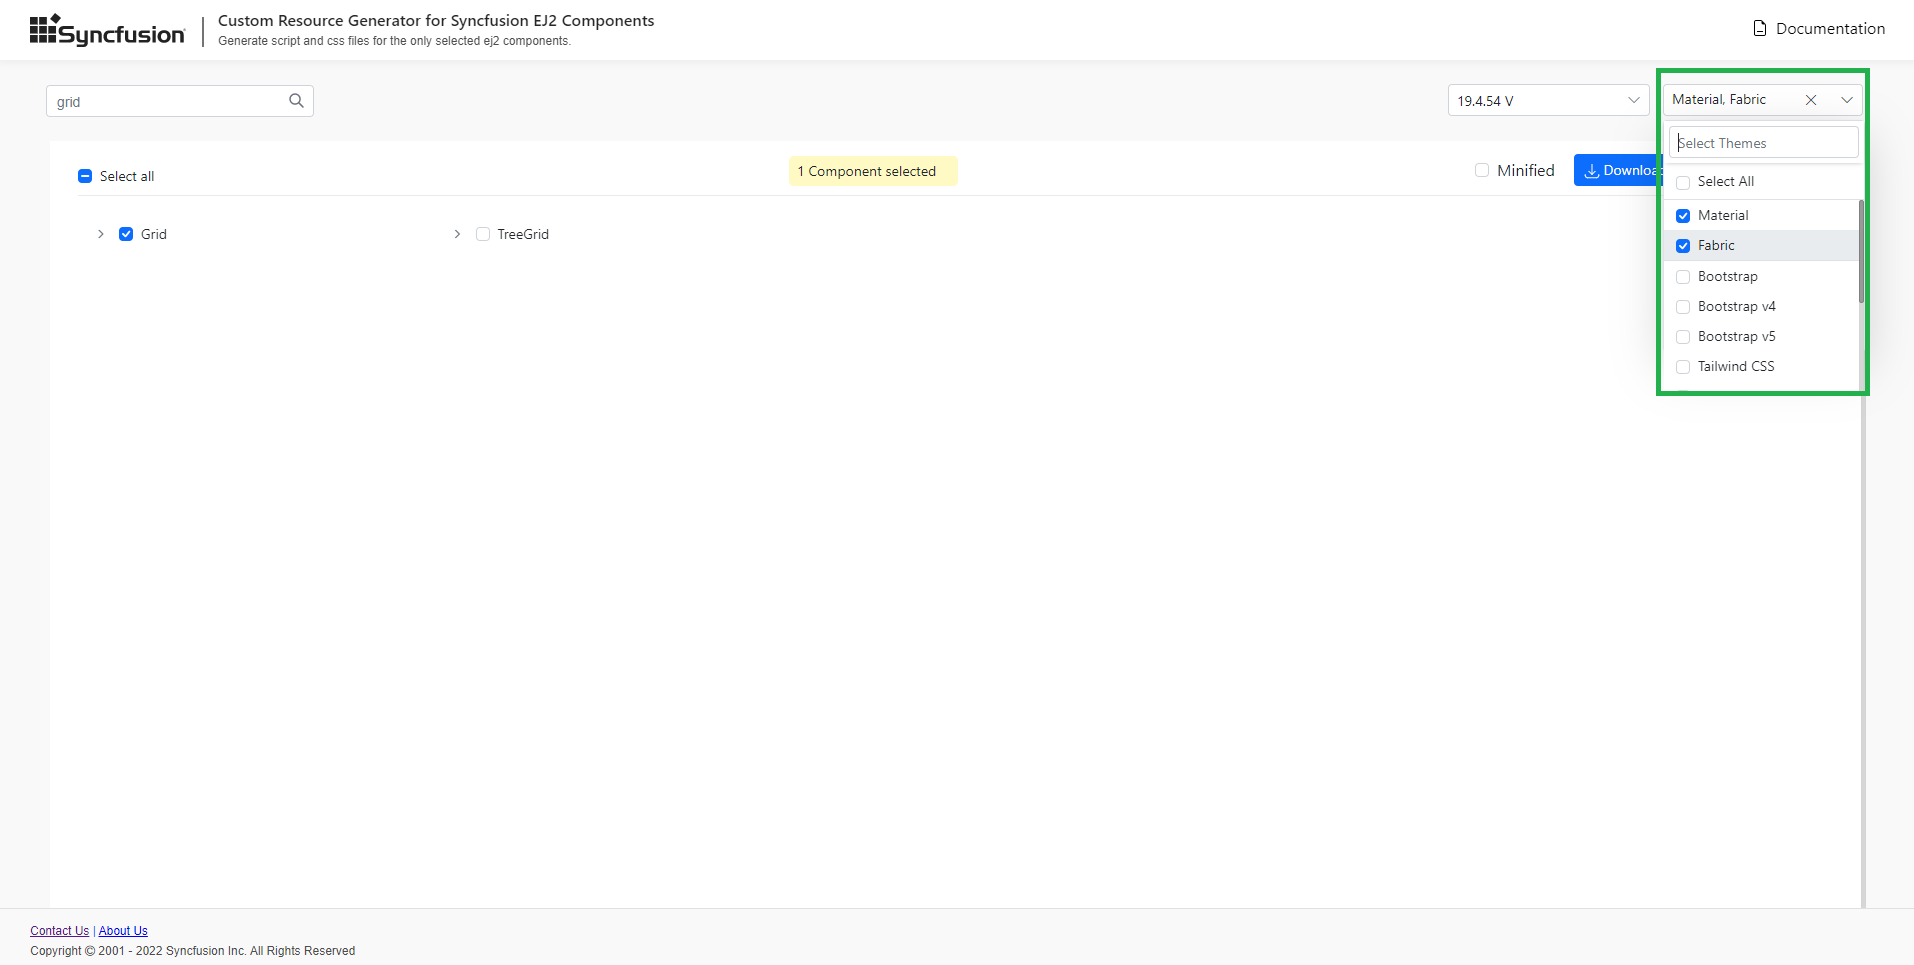 Syncfusion
Custom Resource Generator for Syncfusion EJ2 Components
Generate script and css files for the only selected ej2 components.
Documentation
grid
19.4.54 V
Material, Fabric
Select Themes
Select all
1 Component selected
Minified
Downloa
Select All
Material
Fabric
Bootstrap
Bootstrap v4
Bootstrap v5
Tailwind CSS
Grid
TreeGrid
Contact Us | About Us
Copyright © 2001 - 2022 Syncfusion Inc. All Rights Reserved